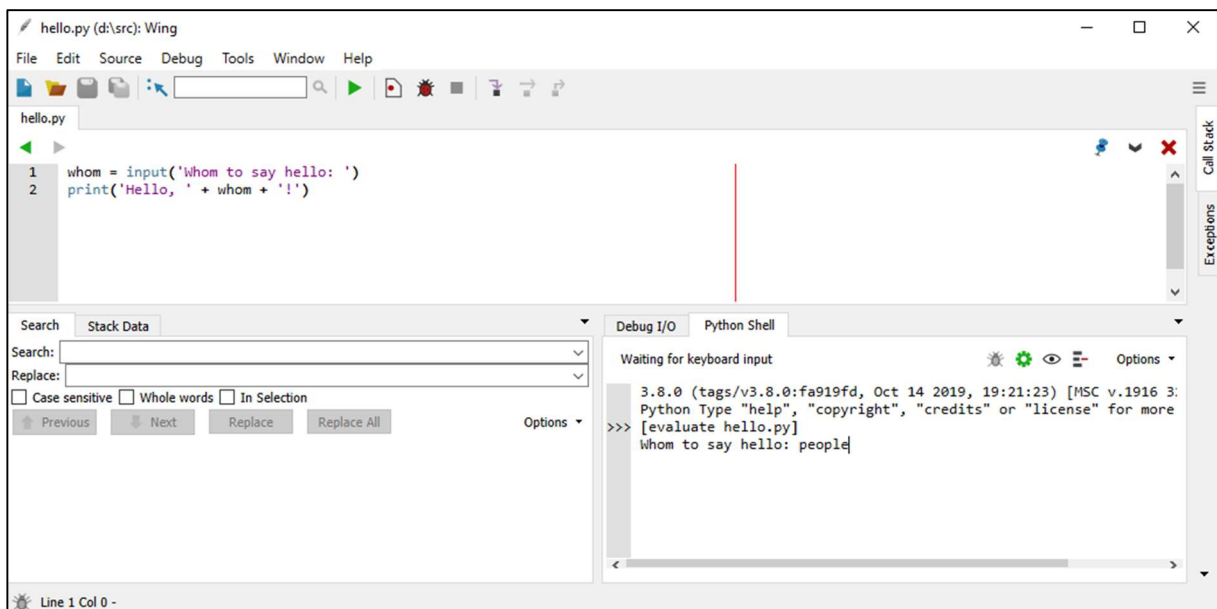 hello.py (d:\src): Wing
File Edit Source Debug Tools Window Help
hello.py
1 whom = input('Whom to say hello: ')
2 print('Hello, ' + whom + '!')
Call Stack
Exceptions
Search Stack Data
Search:
Replace:
Case sensitive Whole words In Selection
Previous Next Replace Replace All Options
Debug I/O Python Shell
Waiting for keyboard input Options
3.8.0 (tags/v3.8.0:fa919fd, Oct 14 2019, 19:21:23) [MSC v.1916 3
Python Type "help", "copyright", "credits" or "license" for more
>>> [evaluate hello.py]
Whom to say hello: people
Line 1 Col 0 -